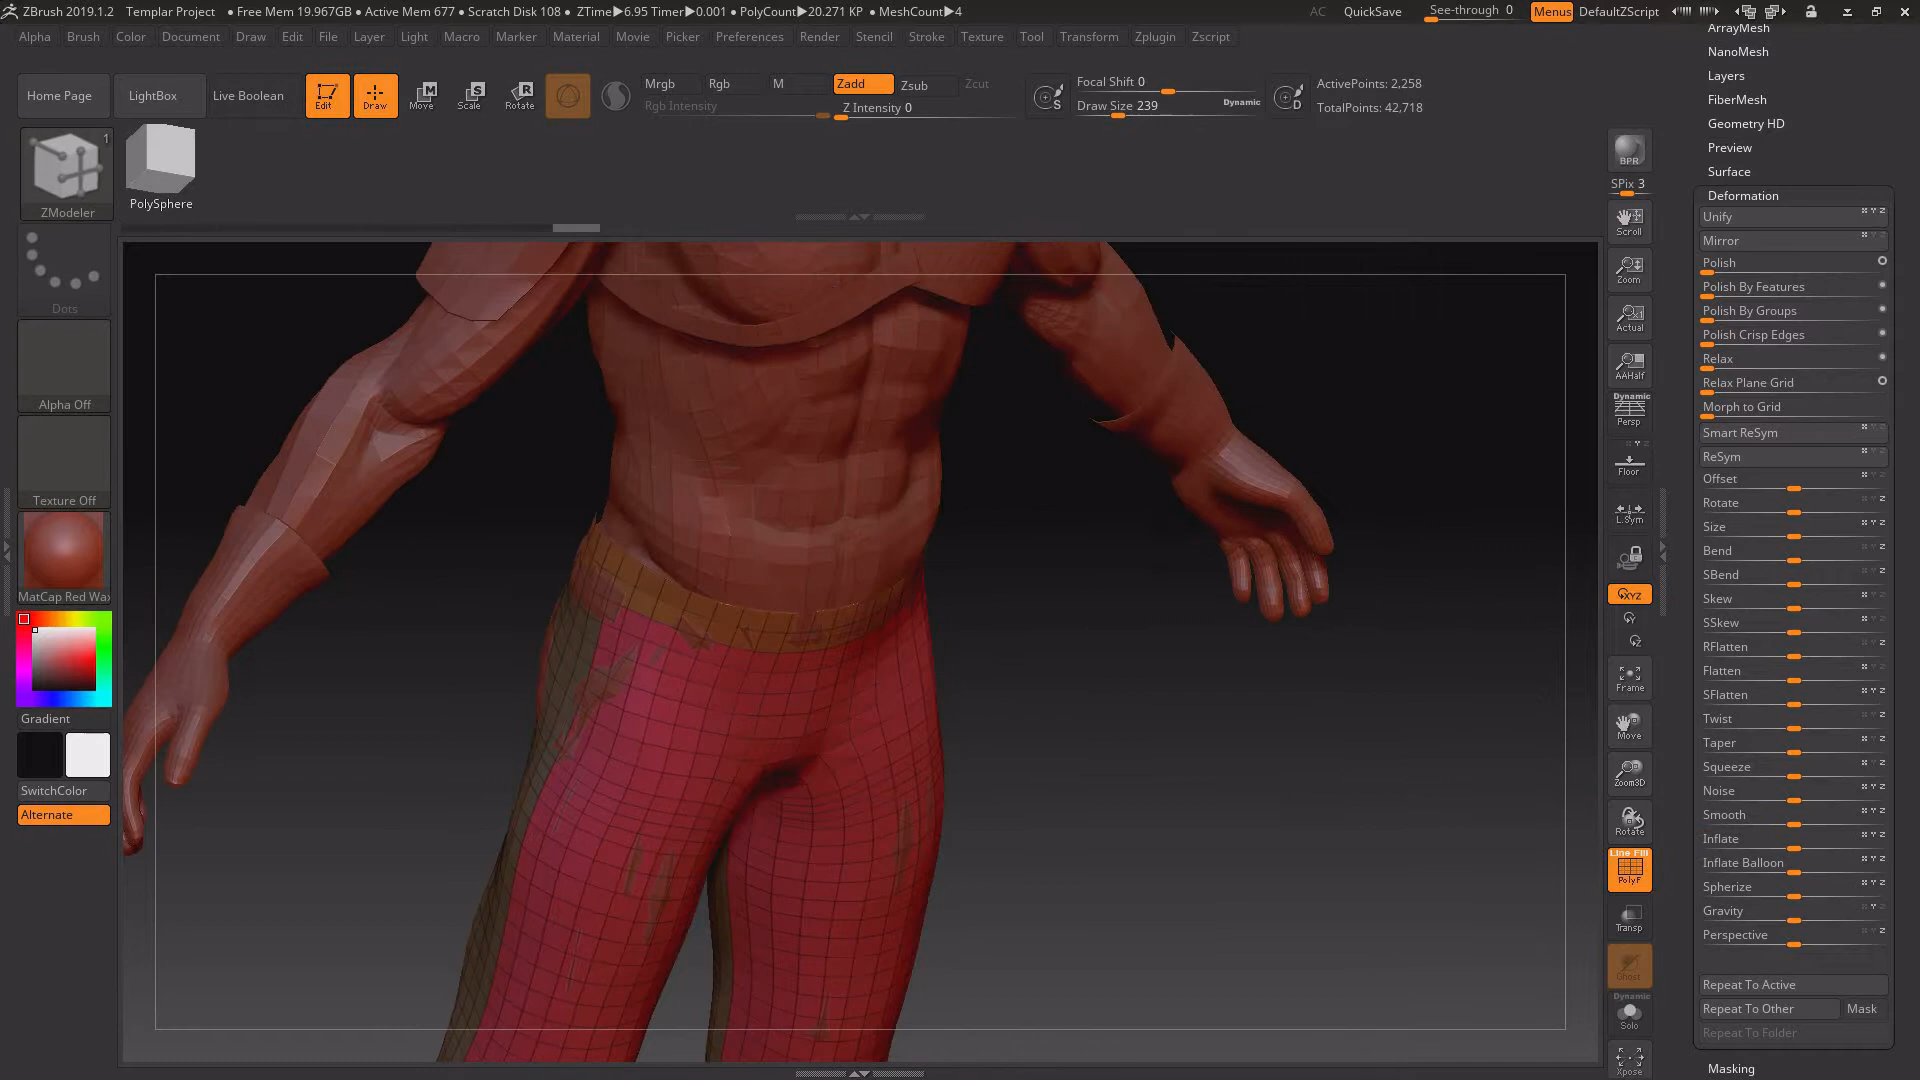 ZBrush 2019.1.2 Templar Project • Free Mem 19.967GB • Active Mem 677 • Scratch Disk 108 • ZTime▶6.95 Timer▶0.001 • PolyCount▶20.271 KP • MeshCount▶4 AC QuickSave See-through 0 Menus DefaultZScript
Alpha Brush Color Document Draw Edit File Layer Light Macro Marker Material Movie Picker Preferences Render Stencil Stroke Texture Tool Transform Zplugin Zscript
Home Page LightBox Live Boolean Edit Draw Move Scale Rotate
Mrgb Rgb M Zadd Zsub Zcut
Rgb Intensity Z Intensity 0
Focal Shift 0
Draw Size 239 Dynamic
ActivePoints: 2,258
TotalPoints: 42,718
1
ZModeler
PolySphere
Dots
Alpha Off
Texture Off
MatCap Red Wax
Gradient
SwitchColor
Alternate
BPR
SPix 3
Scroll
Zoom
Actual
AAHalf
Dynamic
Persp
Floor
L.Sym
XYZ
Frame
Move
Zoom3D
Rotate
Line Fill
PolyF
Transp
Ghost
Dynamic
Solo
Xpose
ArrayMesh
NanoMesh
Layers
FiberMesh
Geometry HD
Preview
Surface
Deformation
Unify
Mirror
Polish
Polish By Features
Polish By Groups
Polish Crisp Edges
Relax
Relax Plane Grid
Morph to Grid
Smart ReSym
ReSym
Offset
Rotate
Size
Bend
SBend
Skew
SSkew
RFlatten
Flatten
SFlatten
Twist
Taper
Squeeze
Noise
Smooth
Inflate
Inflate Balloon
Spherize
Gravity
Perspective
Repeat To Active
Repeat To Other Mask
Repeat To Folder
Masking